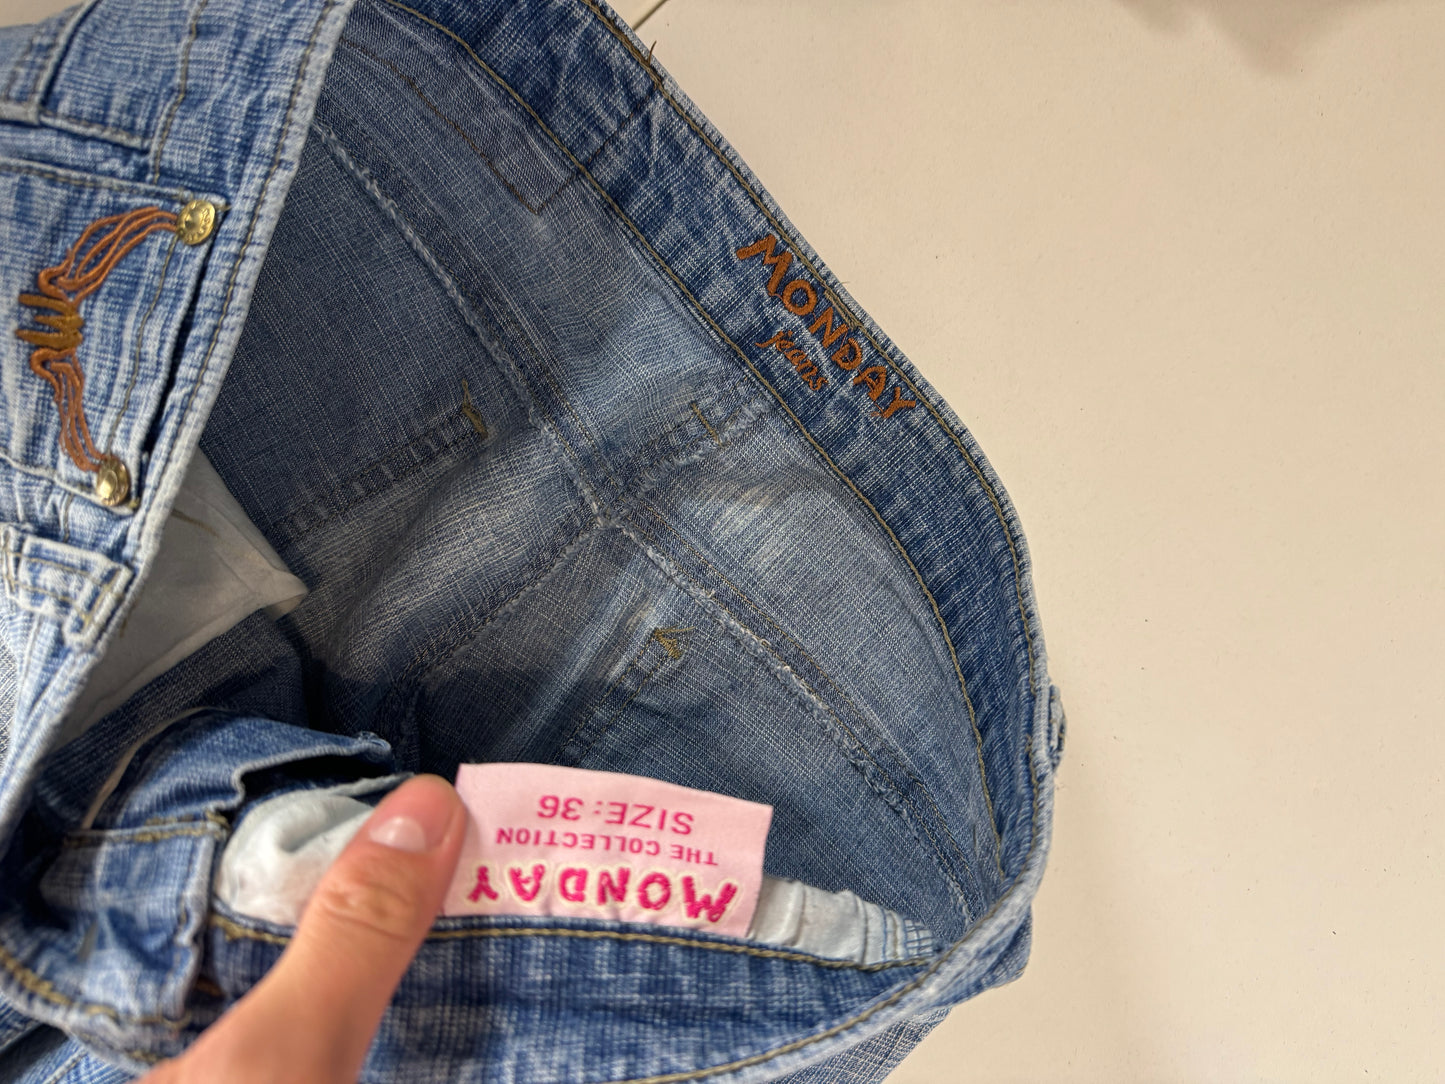 MONDAY
jeans
MONDAY
THE COLLECTION
SIZE: 36